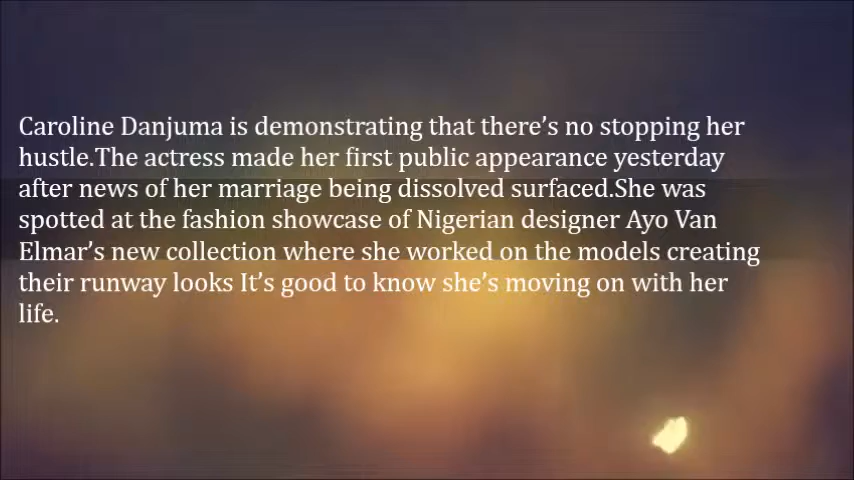 Caroline Danjuma is demonstrating that there’s no stopping her
hustle.The actress made her first public appearance yesterday
after news of her marriage being dissolved surfaced.She was
spotted at the fashion showcase of Nigerian designer Ayo Van
Elmar’s new collection where she worked on the models creating
their runway looks It’s good to know she’s moving on with her
life.